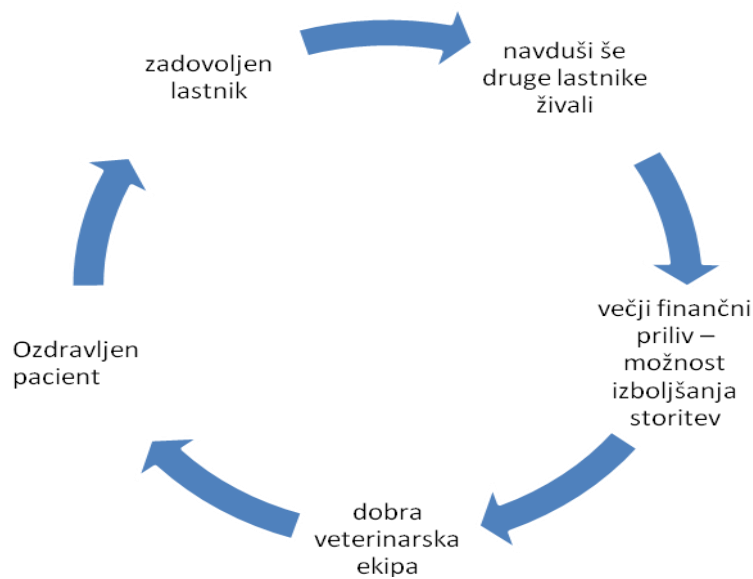 zadovoljen
lastnik
navduši še
druge lastnike
živali
večji finančni
priliv –
možnost
izboljšanja
storitev
dobra
veterinarska
ekipa
Ozdravljen
pacient